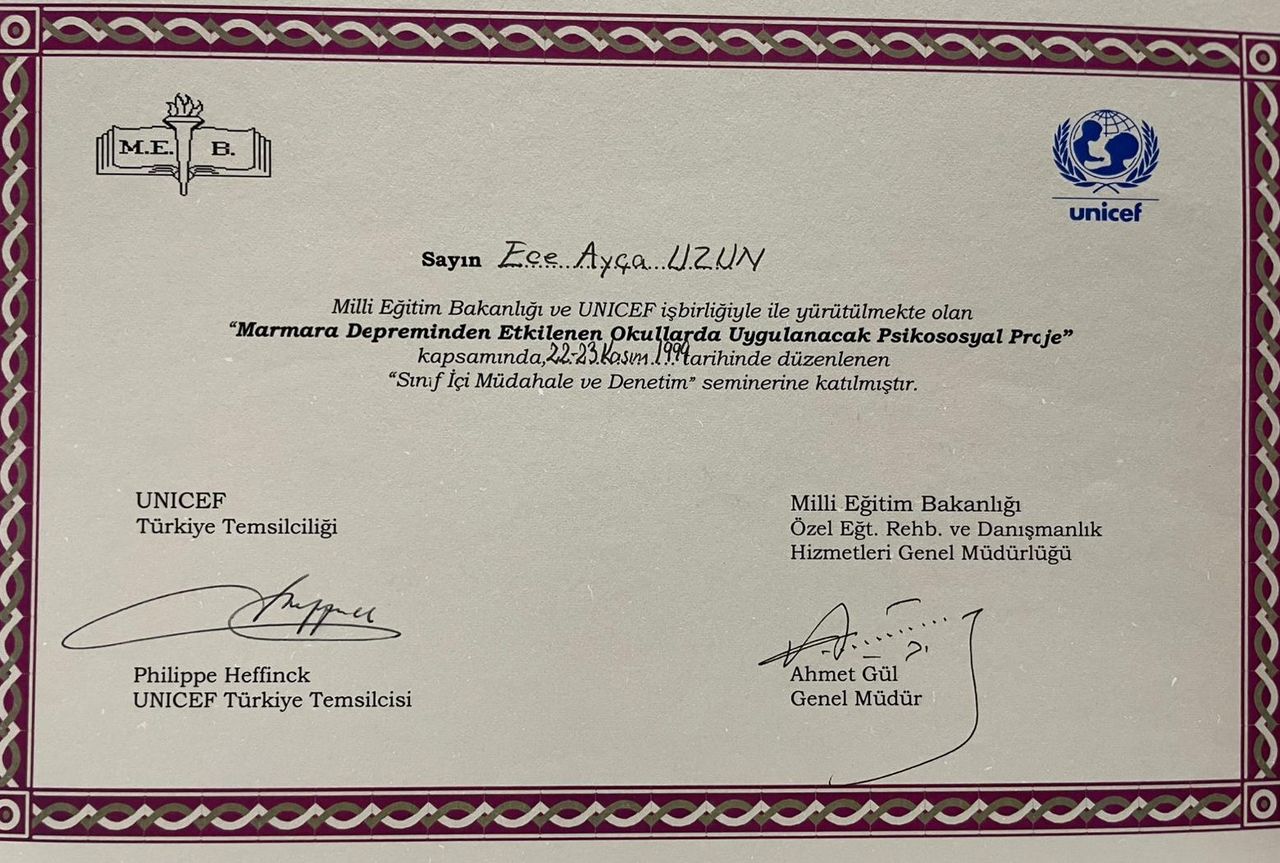 M.E. B.
unicef
Sayın Ece Ayça UZUN
Milli Eğitim Bakanlığı ve UNICEF işbirliğiyle ile yürütülmekte olan
“Marmara Depreminden Etkilenen Okullarda Uygulanacak Psikososyal Proje”
kapsamında, 22-23 Kasım 1999 tarihinde düzenlenen
“Sınıf İçi Müdahale ve Denetim” seminerine katılmıştır.
UNICEF
Türkiye Temsilciliği
Philippe Heffinck
UNICEF Türkiye Temsilcisi
Milli Eğitim Bakanlığı
Özel Eğt. Rehb. ve Danışmanlık
Hizmetleri Genel Müdürlüğü
Ahmet Gül
Genel Müdür